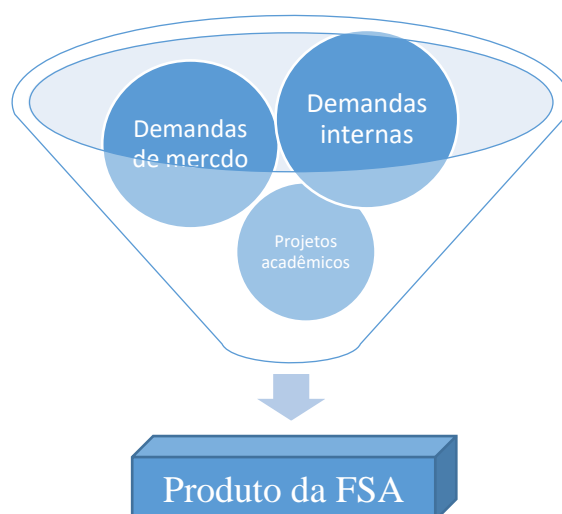 Demandas
de mercdo
Demandas
internas
Projetos
acadêmicos
Produto da FSA